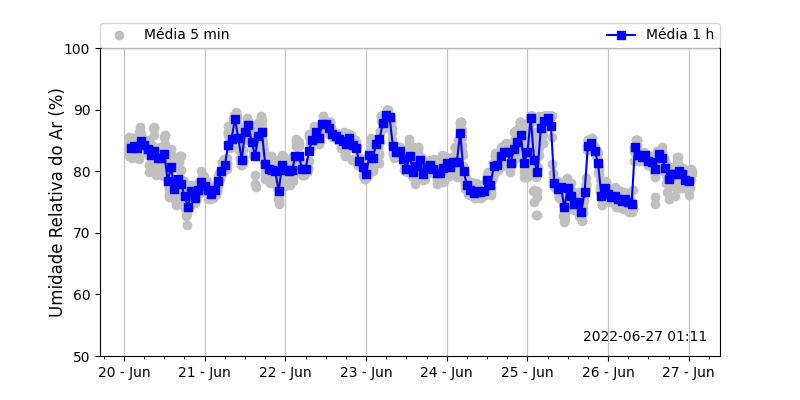 Média 5 min Média 1 h
100
90
80
70
60
50
Umidade Relativa do Ar (%)
2022-06-27 01:11
20 - Jun 21 - Jun 22 - Jun 23 - Jun 24 - Jun 25 - Jun 26 - Jun 27 - Jun